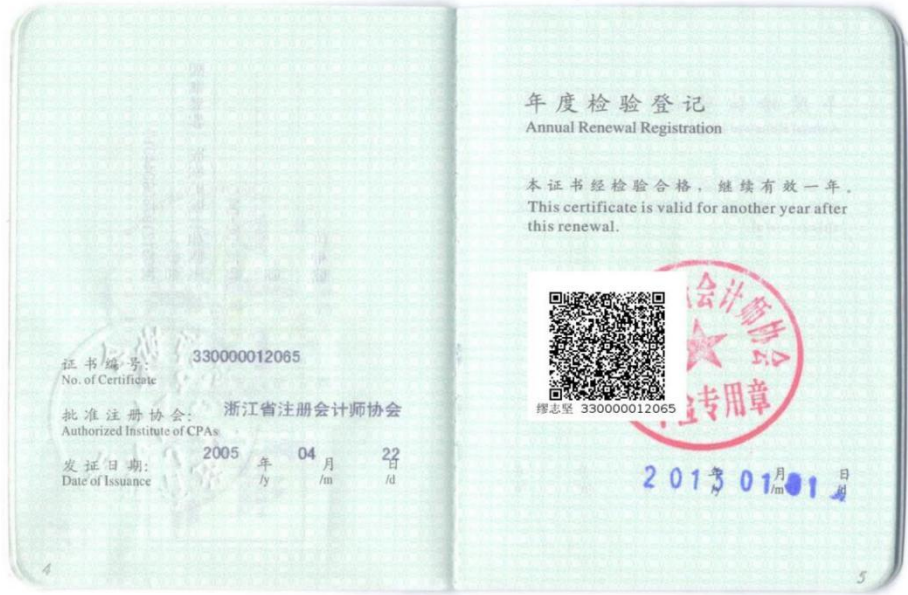 证书编号: 330000012065
No. of Certificate
批准注册协会: 浙江省注册会计师协会
Authorized Institute of CPAs
发证日期: 2005 年 04 月 22 日
Date of Issuance /y /m /d
4
年度检验登记
Annual Renewal Registration
本证书经检验合格，继续有效一年。
This certificate is valid for another year after
this renewal.
会计师协会
专用章
缪志坚 330000012065
年 月 日
/m /d
5